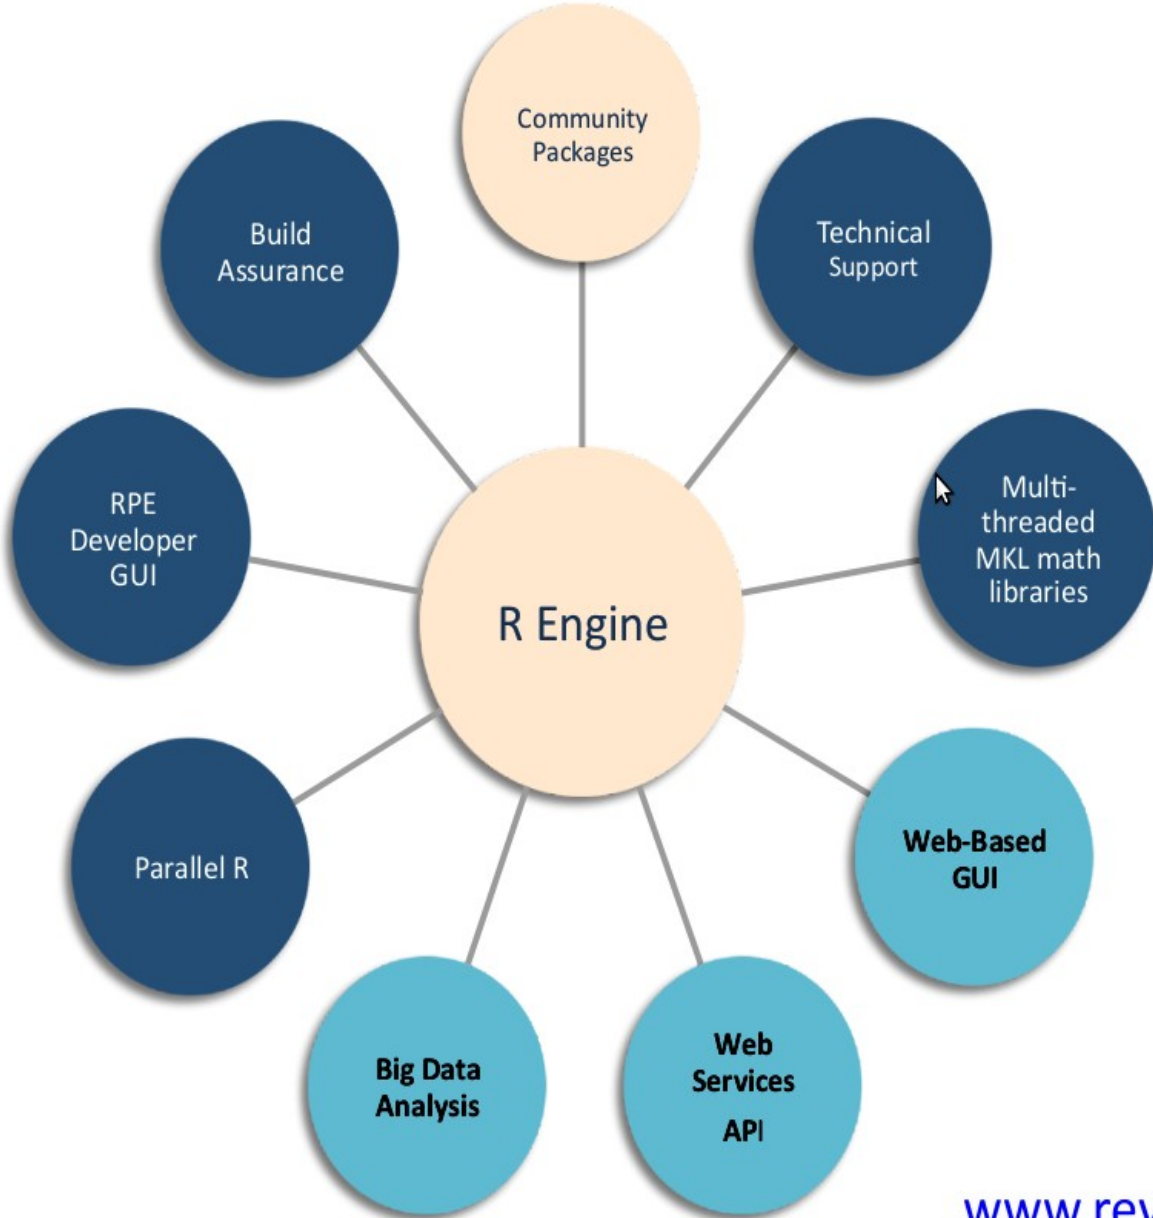 Community
Packages
Build
Assurance
Technical
Support
RPE
Developer
GUI
Multi-
threaded
MKL math
libraries
R Engine
Parallel R
Web-Based
GUI
Big Data
Analysis
Web
Services
API